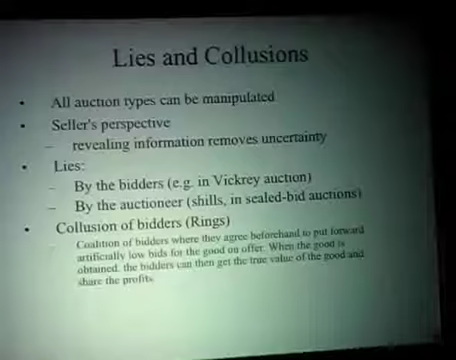 Lies and Collusions
• All auction types can be manipulated
• Seller's perspective
– revealing information removes uncertainty
• Lies:
– By the bidders (e.g. in Vickrey auction)
– By the auctioneer (shills, in sealed-bid auctions)
• Collusion of bidders (Rings)
– Coalition of bidders where they agree beforehand to put forward
artificially low bids for the good on offer. When the good is
obtained, the bidders can then get the true value of the good and
share the profits.